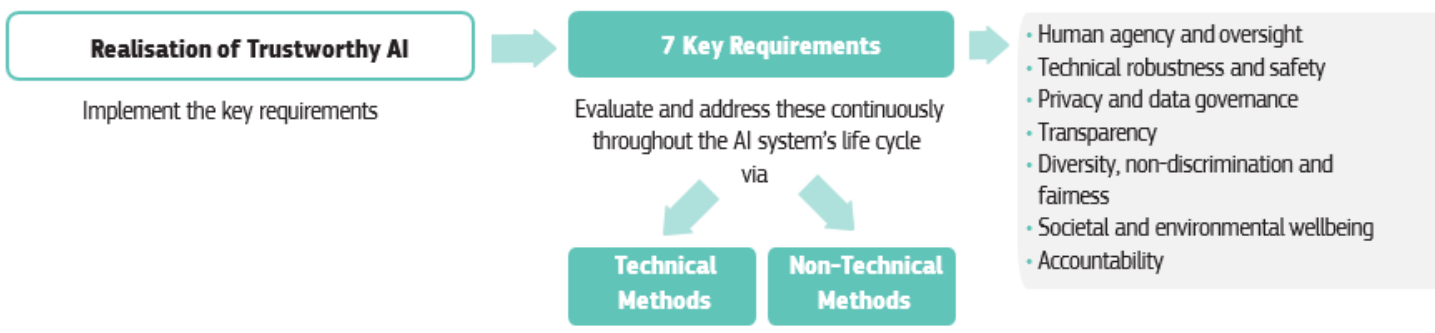 Realisation of Trustworthy AI
Implement the key requirements
7 Key Requirements
Evaluate and address these continuously
throughout the AI system's life cycle
via
Technical
Methods
Non-Technical
Methods
• Human agency and oversight
• Technical robustness and safety
• Privacy and data governance
• Transparency
• Diversity, non-discrimination and
fairness
• Societal and environmental wellbeing
• Accountability